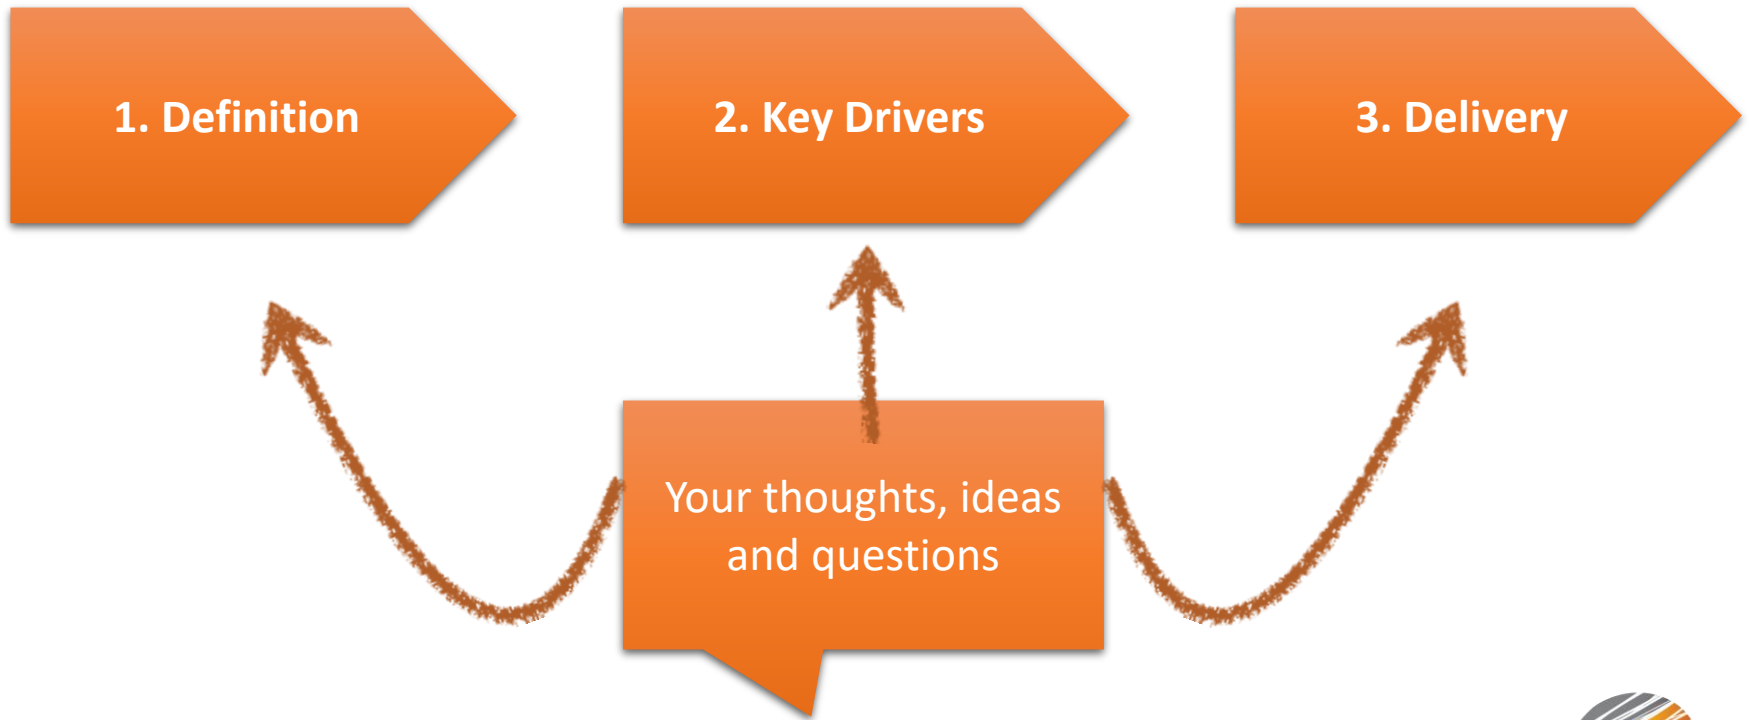 1. Definition
2. Key Drivers
3. Delivery
Your thoughts, ideas
and questions